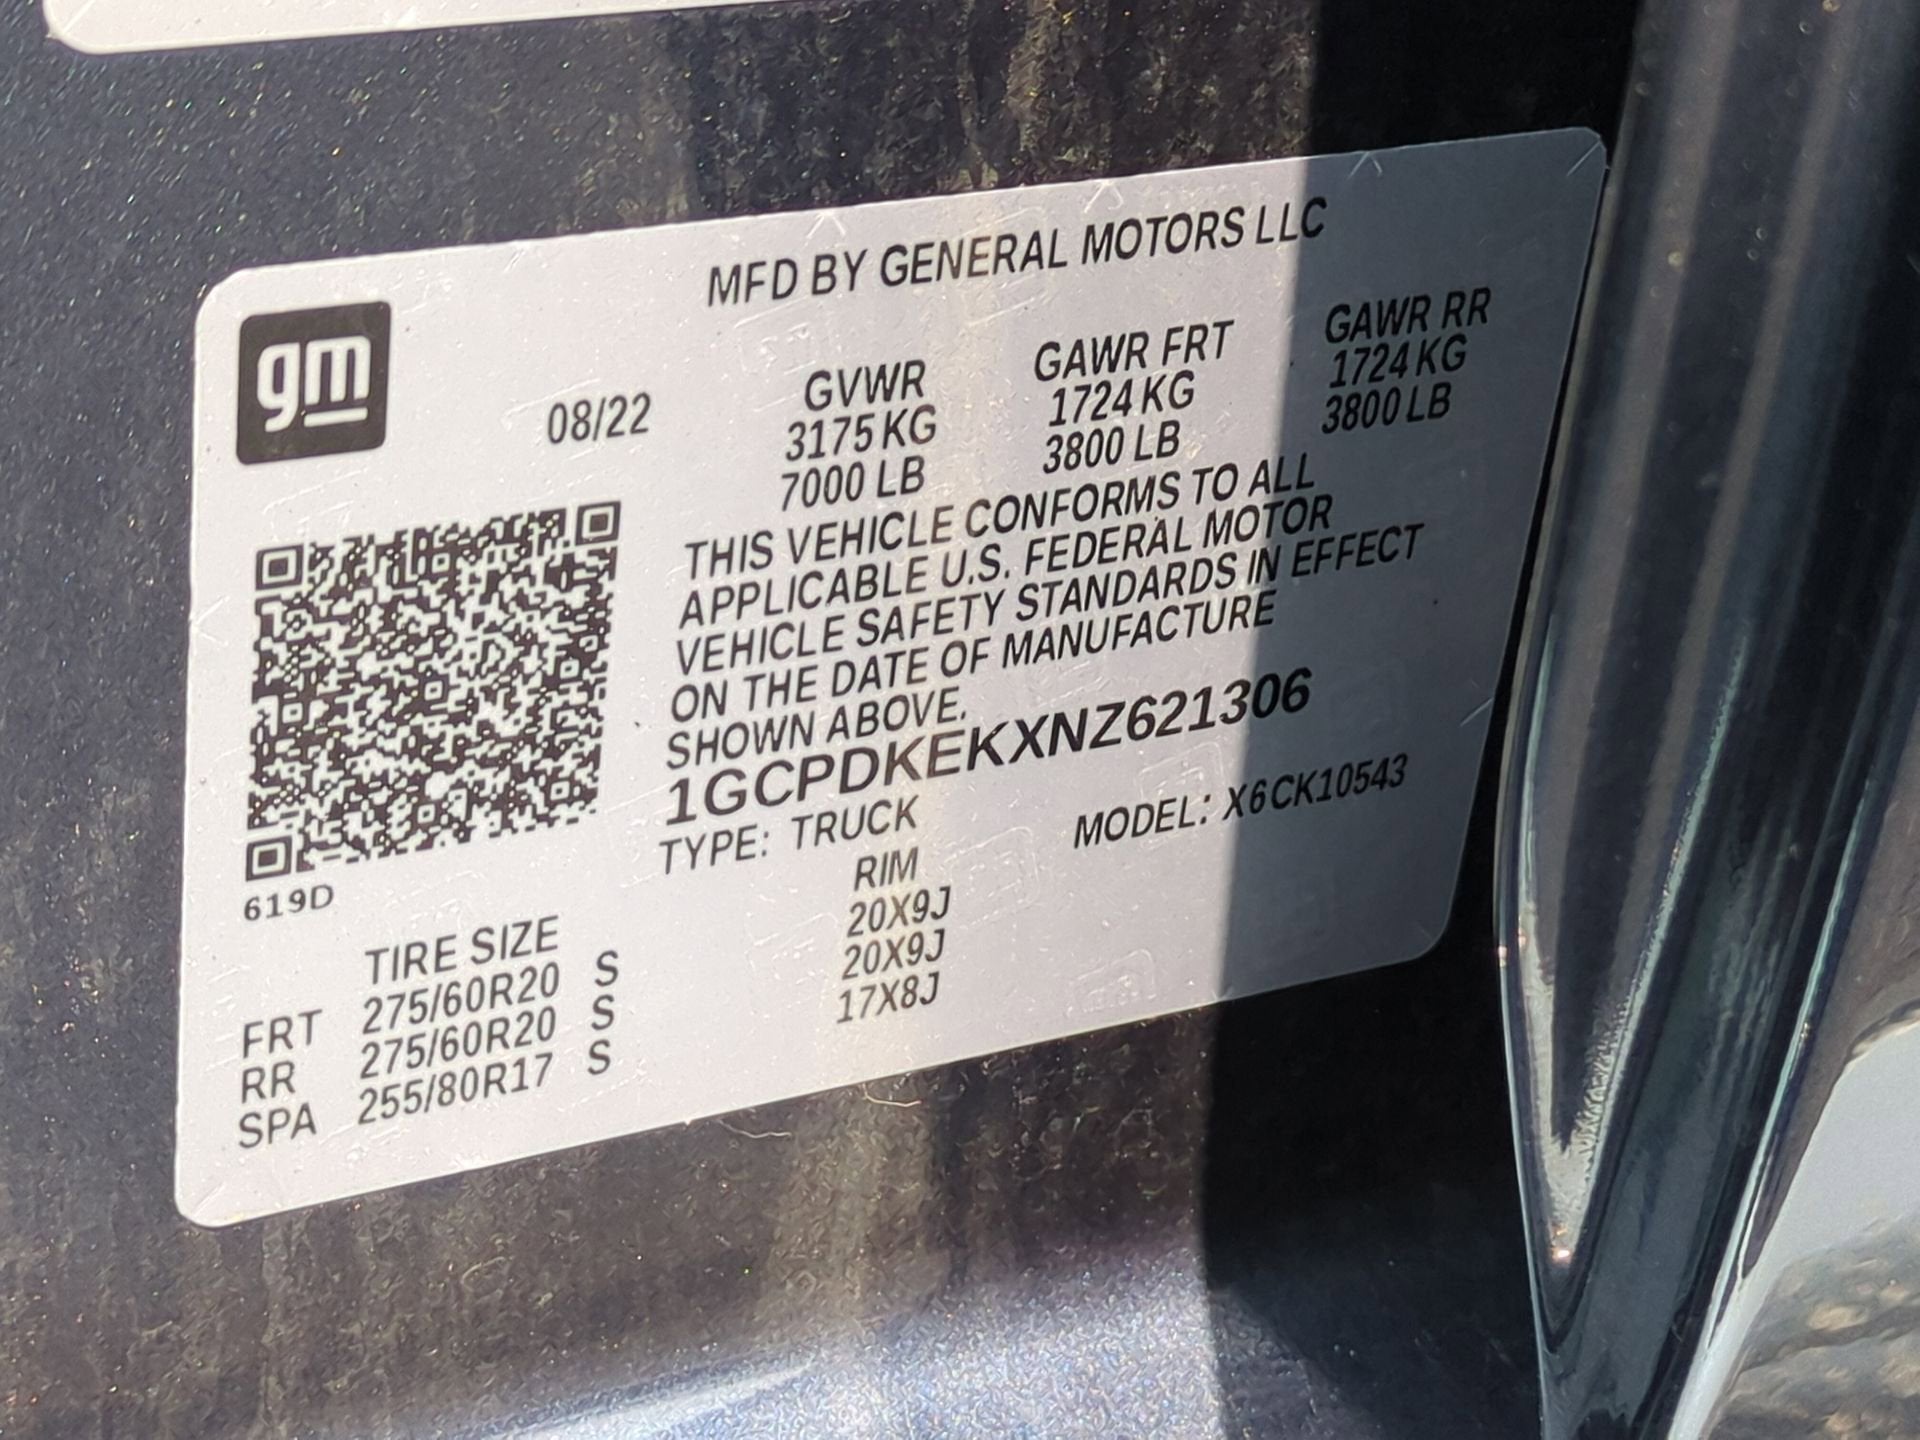 MFD BY GENERAL MOTORS LLC
gm
08/22
GVWR GAWR FRT GAWR RR
3175 KG 1724 KG 1724 KG
7000 LB 3800 LB 3800 LB
THIS VEHICLE CONFORMS TO ALL
APPLICABLE U.S. FEDERAL MOTOR
VEHICLE SAFETY STANDARDS IN EFFECT
ON THE DATE OF MANUFACTURE
SHOWN ABOVE.
1GCPDKEKXNZ621306
TYPE: TRUCK MODEL: X6CK10543
619D
TIRE SIZE RIM
FRT 275/60R20 S 20X9J
RR 275/60R20 S 20X9J
SPA 255/80R17 S 17X8J